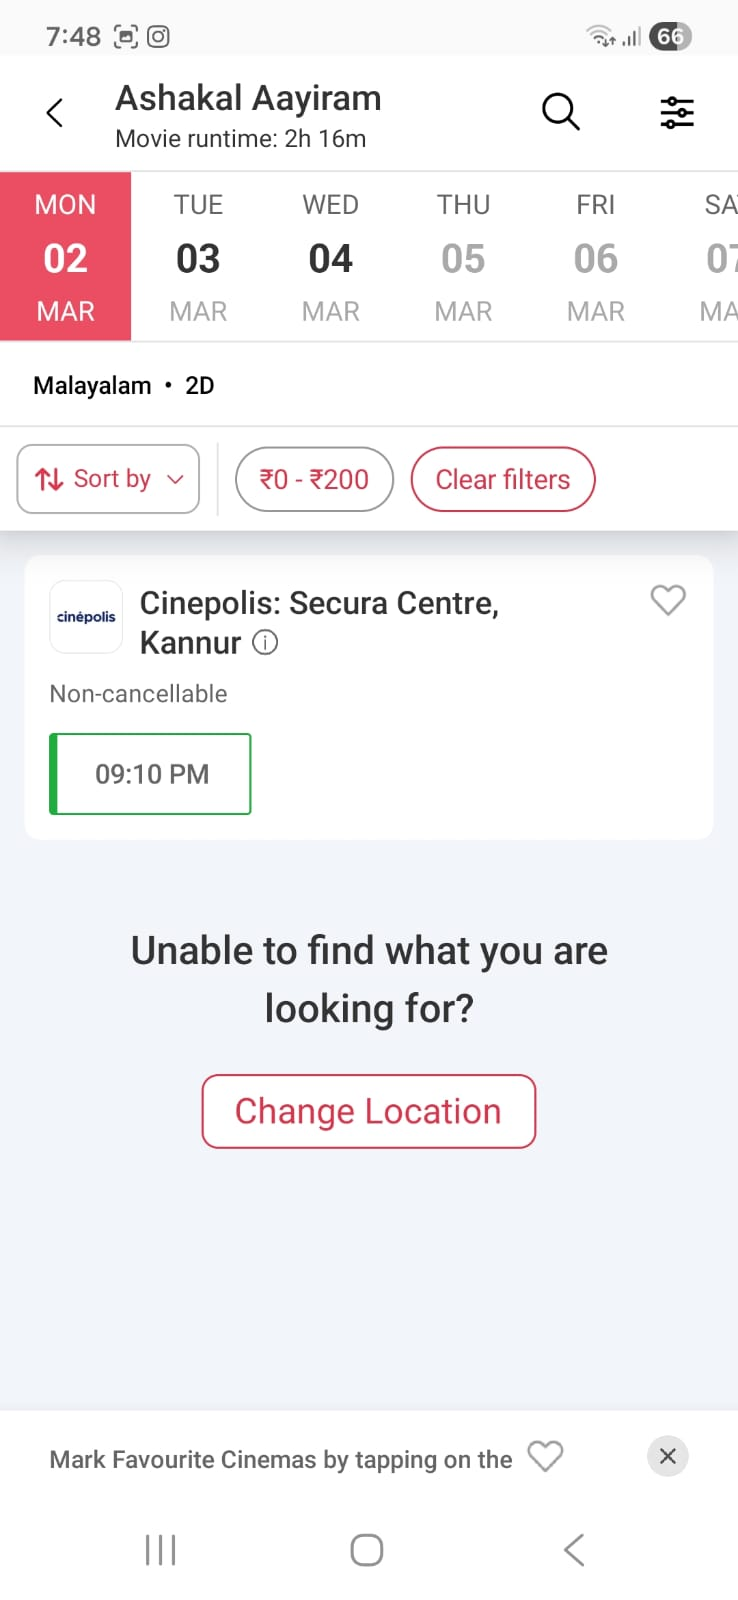 7:48
66
Ashakal Aayiram
Movie runtime: 2h 16m
MON TUE WED THU FRI SA
02 03 04 05 06 07
MAR MAR MAR MAR MAR MA
Malayalam • 2D
Sort by ₹0 - ₹200 Clear filters
cinépolis
Cinepolis: Secura Centre,
Kannur
Non-cancellable
09:10 PM
Unable to find what you are
looking for?
Change Location
Mark Favourite Cinemas by tapping on the